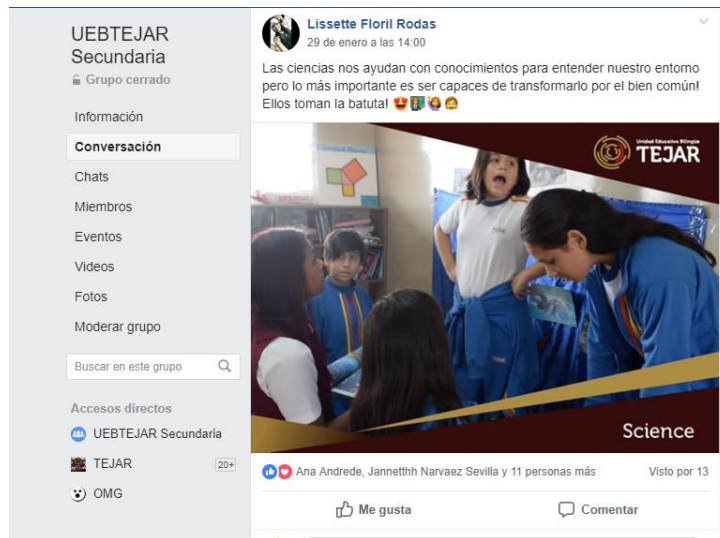 UEBTEJAR
Secundaria
Grupo cerrado
Información
Conversación
Chats
Miembros
Eventos
Videos
Fotos
Moderar grupo
Buscar en este grupo
Accesos directos
UEBTEJAR Secundaria
TEJAR 20+
OMG
Lissette Floril Rodas
29 de enero a las 14:00
Las ciencias nos ayudan con conocimientos para entender nuestro entorno
pero lo más importante es ser capaces de transformarlo por el bien común!
Ellos toman la batuta! 🤩👩‍🏫🙋🧑‍🎓
Unidad Educativa Bilingüe
TEJAR
Science
Ana Andrede, Jannetthh Narvaez Sevilla y 11 personas más
Visto por 13
Me gusta
Comentar